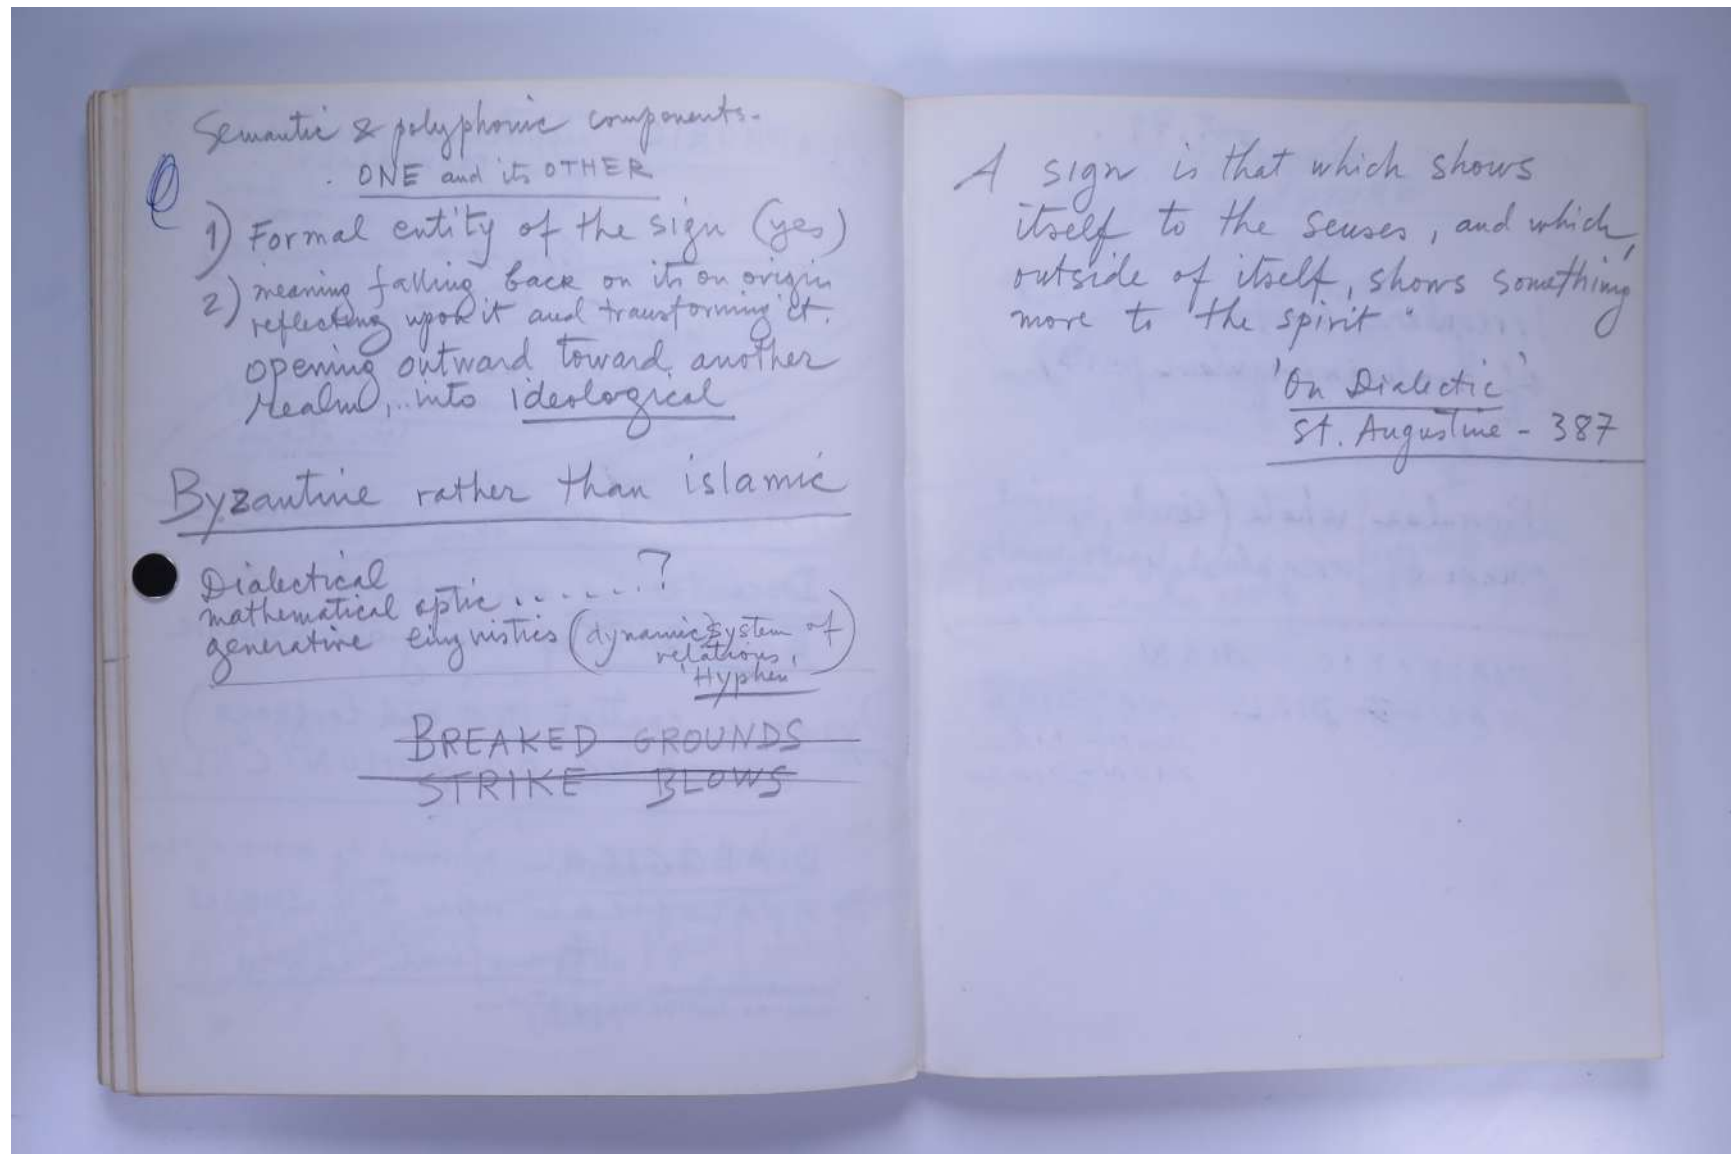 Semantic & polyphonic components.
ONE and its OTHER
1) Formal entity of the sign (yes)
2) meaning falling back on its on origin
reflecting upon it and transforming it.
opening outward toward another
realm, .. into ideological
Byzantine rather than islamic
Dialectical
mathematical optic . . . . . . ?
generative linguistics (dynamic system of
relations,
'Hyphen'
BREAKED GROUNDS
STRIKE BLOWS
A sign is that which shows
itself to the senses, and which,
outside of itself, shows something
more to the spirit"
'On Dialectic'
St. Augustine - 387